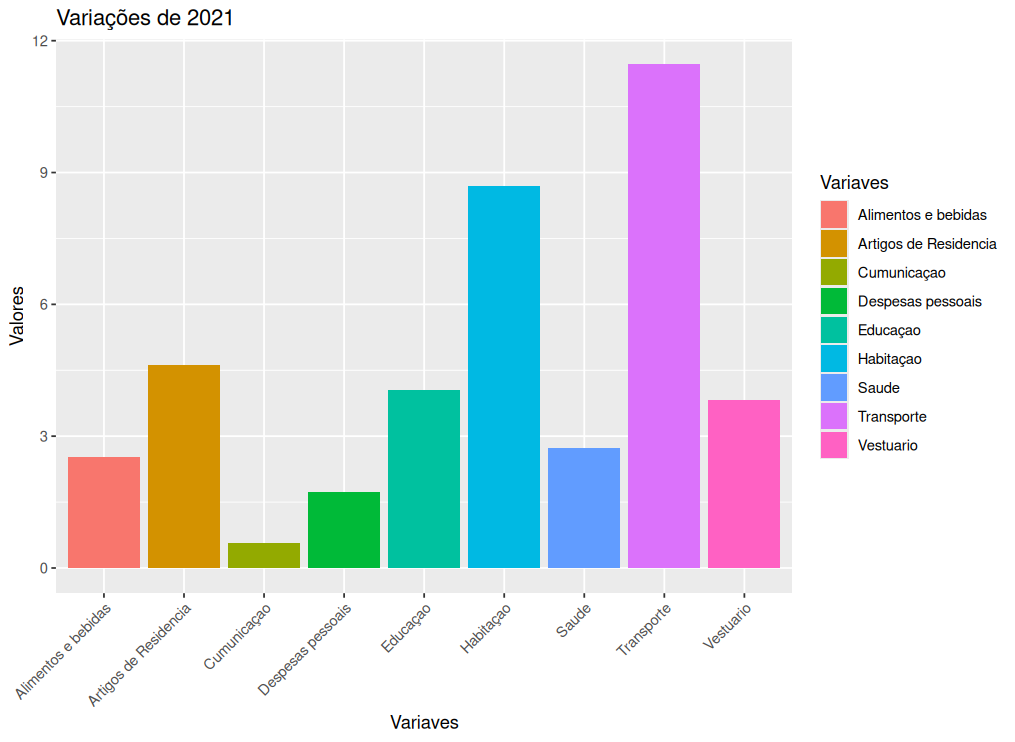 Variações de 2021
Valores
12
9
6
3
0
Alimentos e bebidas
Artigos de Residencia
Cumunicaçao
Despesas pessoais
Educaçao
Habitaçao
Saude
Transporte
Vestuario
Variaves
Variaves
Alimentos e bebidas
Artigos de Residencia
Cumunicaçao
Despesas pessoais
Educaçao
Habitaçao
Saude
Transporte
Vestuario